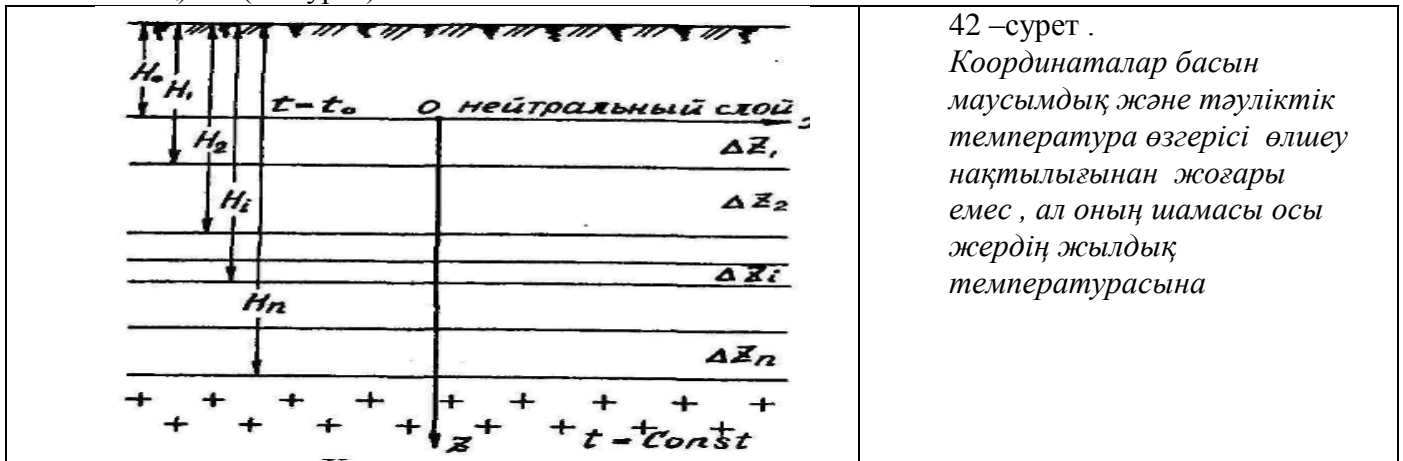 42 –сурет .
Координаталар басын
маусымдық және тәуліктік
температура өзгерісі өлшеу
нақтылығынан жоғары
емес , ал оның шамасы осы
жердің жылдық
температурасына
H₀
H₁
t = t₀ O нейтральный слой
H₂ ΔZ₁
Hi ΔZ₂
ΔZi
Hn
ΔZn
Z t = Const